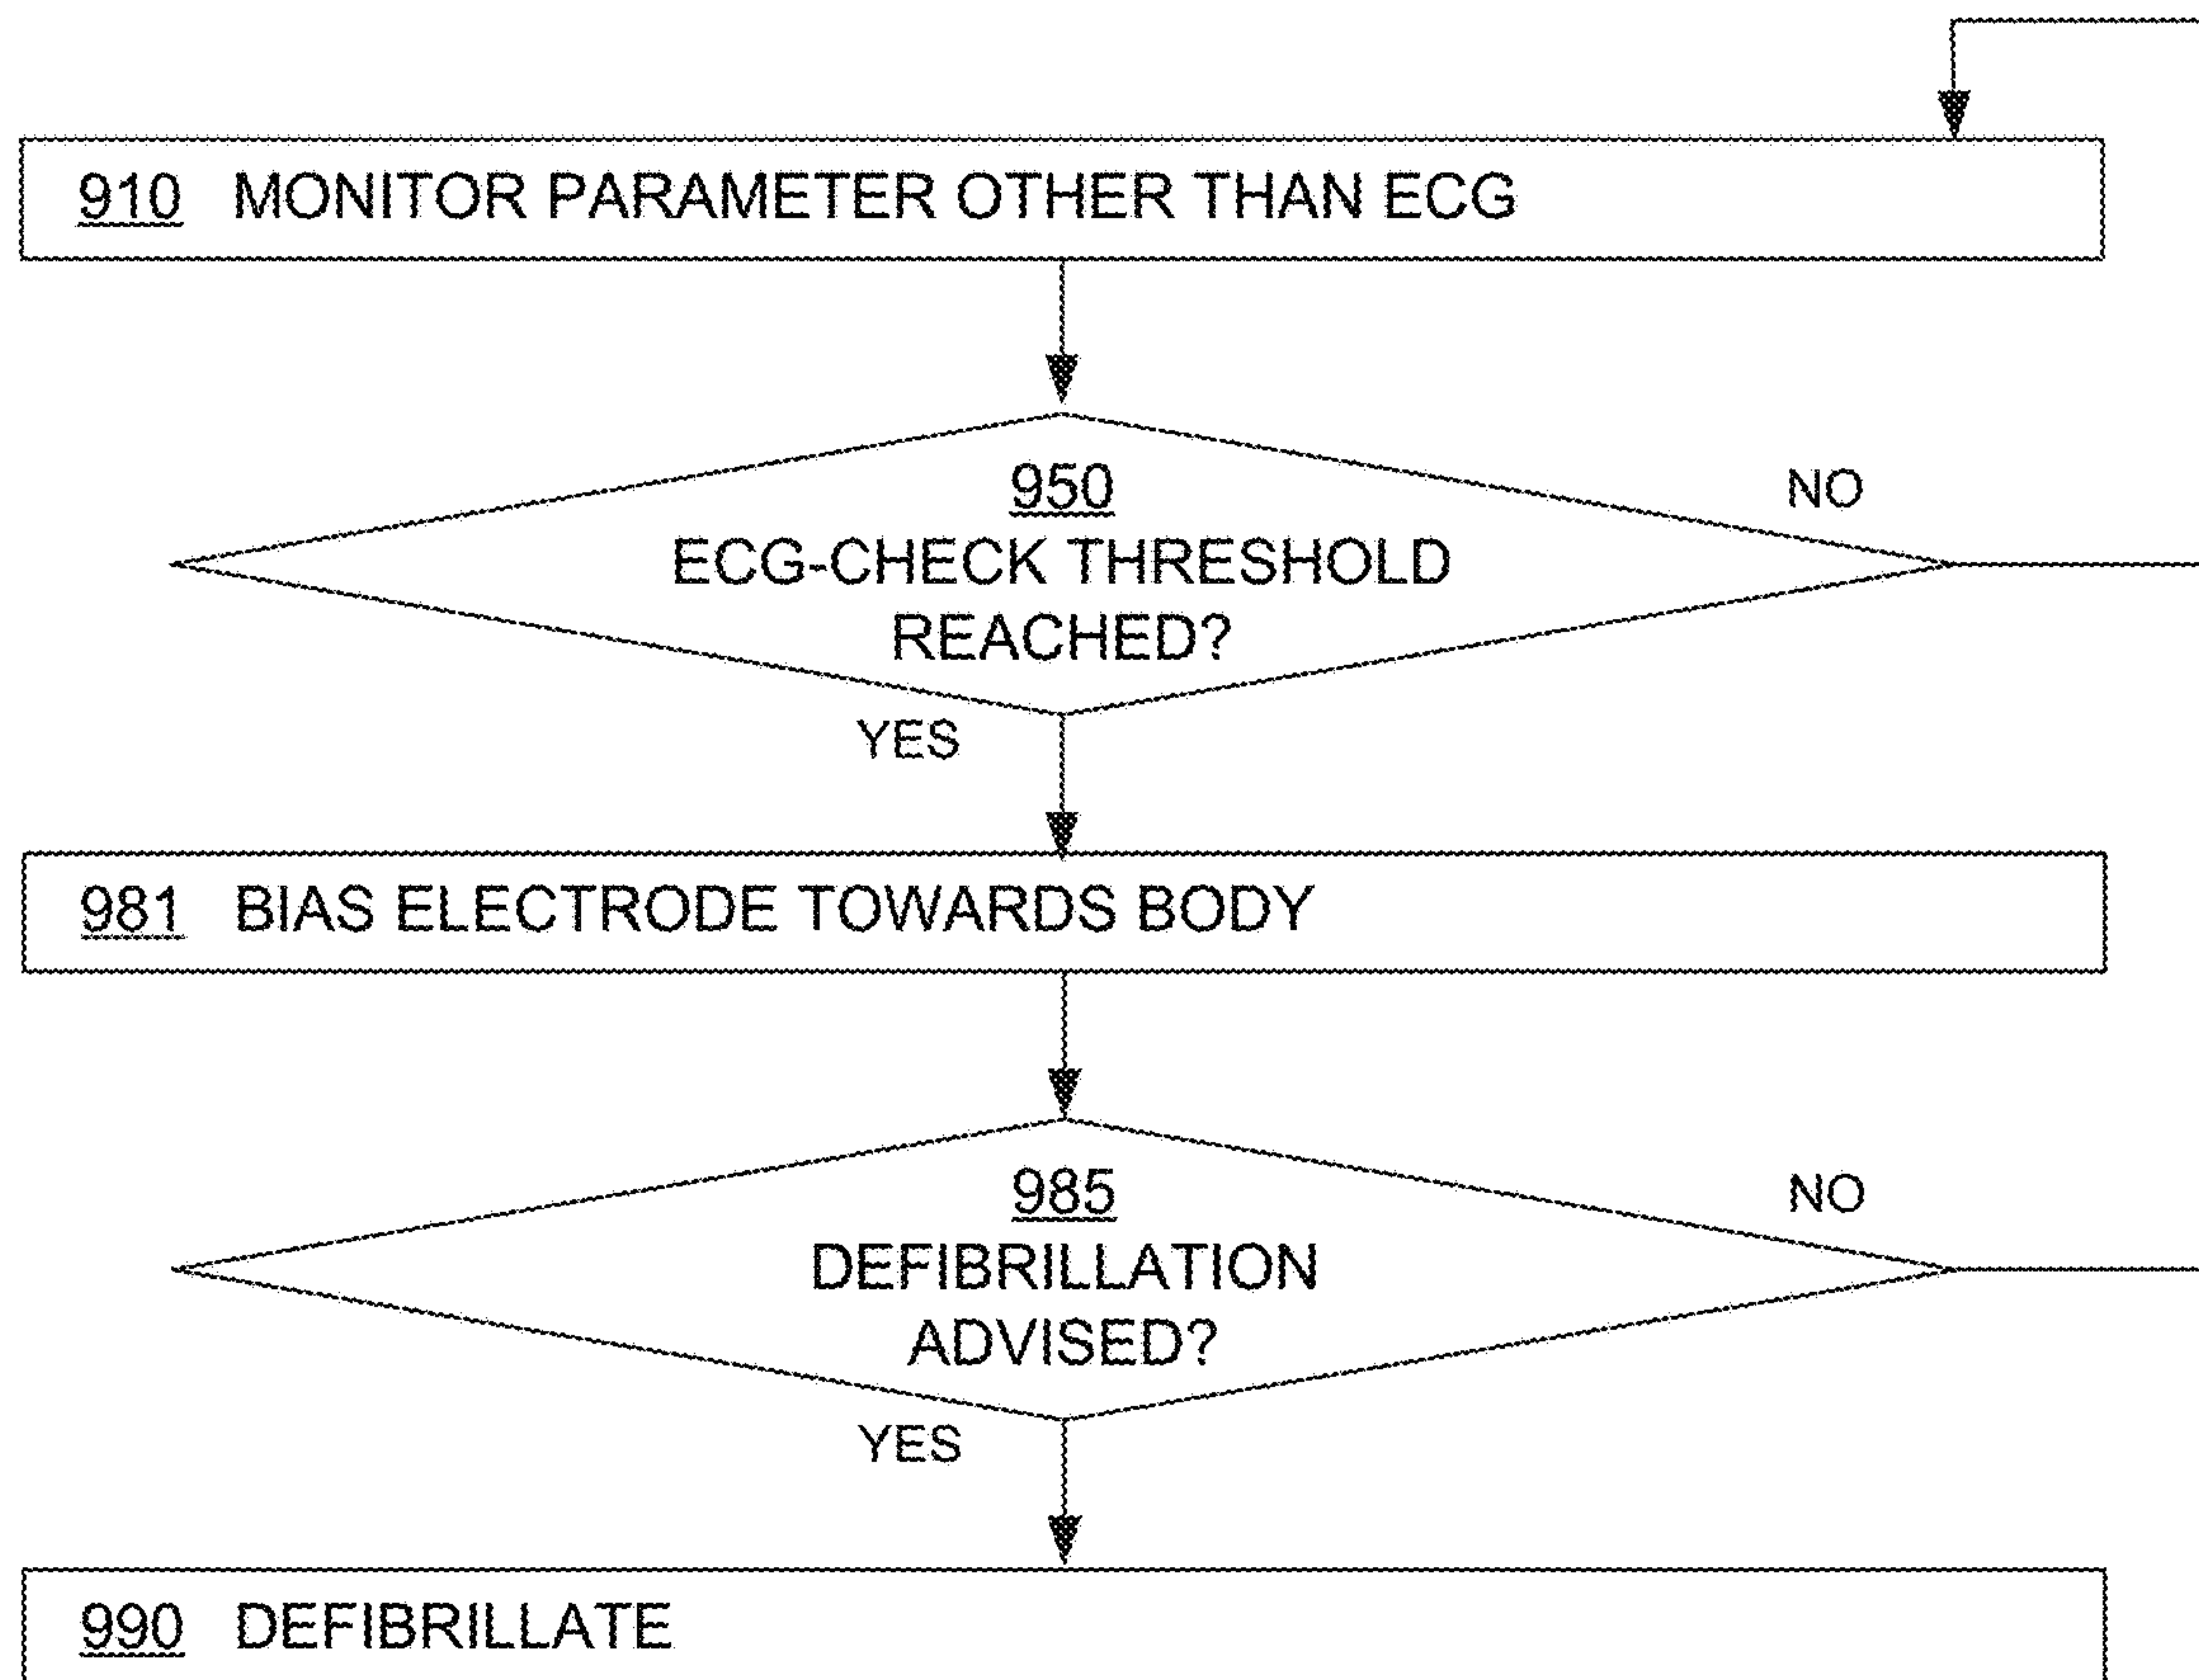 910 MONITOR PARAMETER OTHER THAN ECG
950
NO
ECG-CHECK THRESHOLD
REACHED?
YES
981 BIAS ELECTRODE TOWARDS BODY
985
NO
DEFIBRILLATION
ADVISED?
YES
990 DEFIBRILLATE